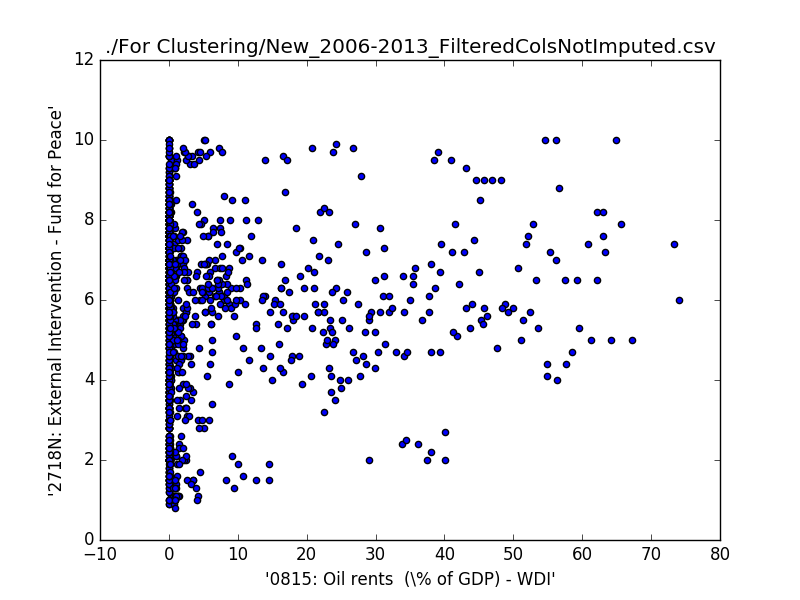 ./For Clustering/New_2006-2013_FilteredColsNotImputed.csv
12
10
8
6
4
2
0
'2718N: External Intervention - Fund for Peace'
−10 0 10 20 30 40 50 60 70 80
'0815: Oil rents  (\% of GDP) - WDI'